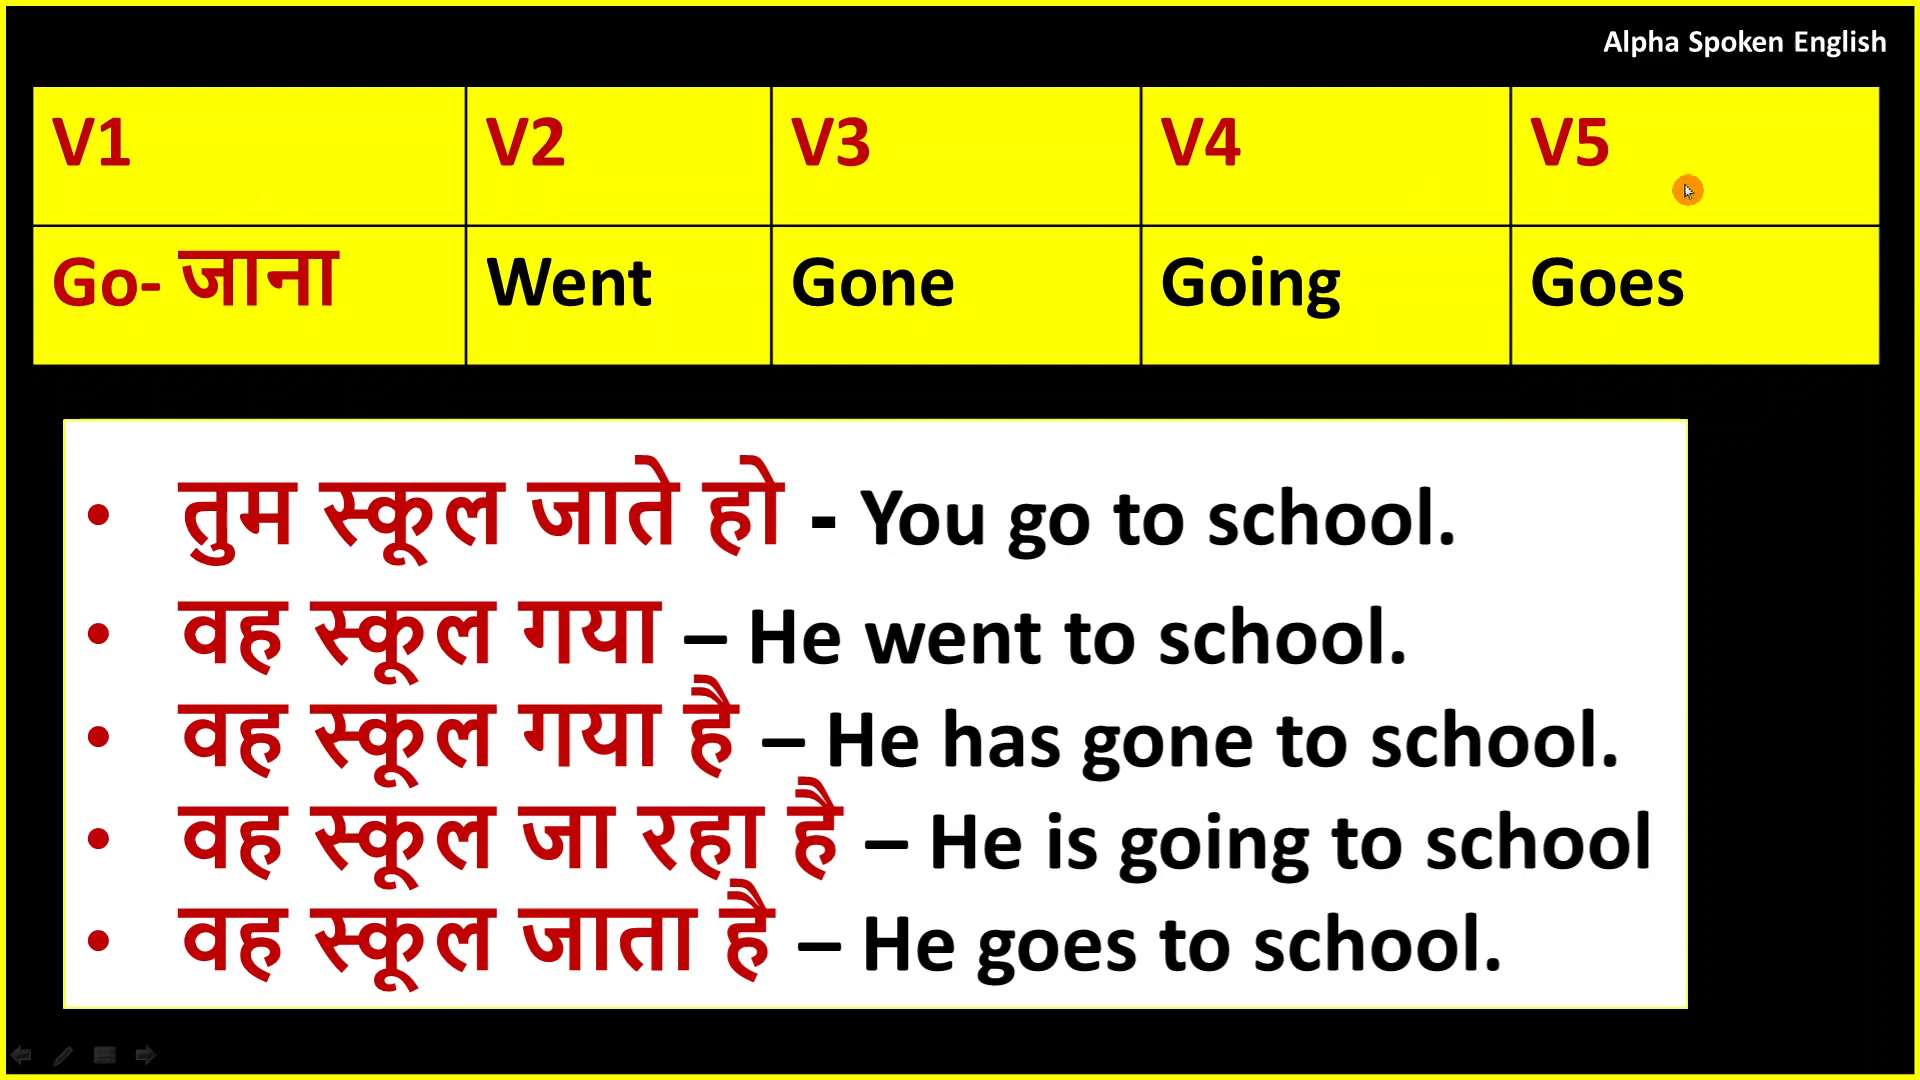 Alpha Spoken English
V1 V2 V3 V4 V5
Go- जाना Went Gone Going Goes
• तुम स्कूल जाते हो - You go to school.
• वह स्कूल गया – He went to school.
• वह स्कूल गया है – He has gone to school.
• वह स्कूल जा रहा है – He is going to school
• वह स्कूल जाता है – He goes to school.